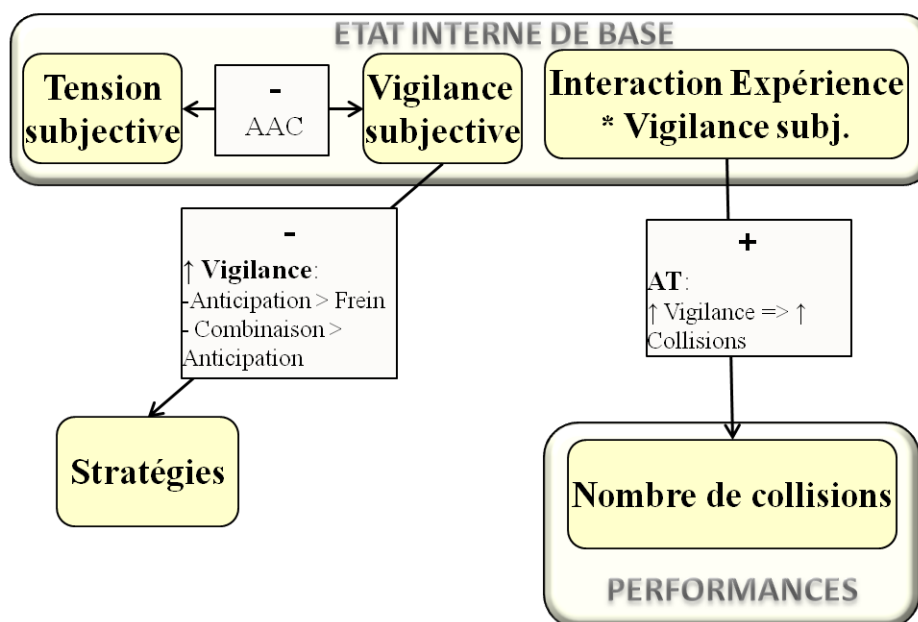 ETAT INTERNE DE BASE
Tension
subjective
-
AAC
Vigilance
subjective
Interaction Expérience
* Vigilance subj.
-
↑ Vigilance:
-Anticipation > Frein
- Combinaison >
Anticipation
+
AT:
↑ Vigilance => ↑
Collisions
Stratégies
Nombre de collisions
PERFORMANCES